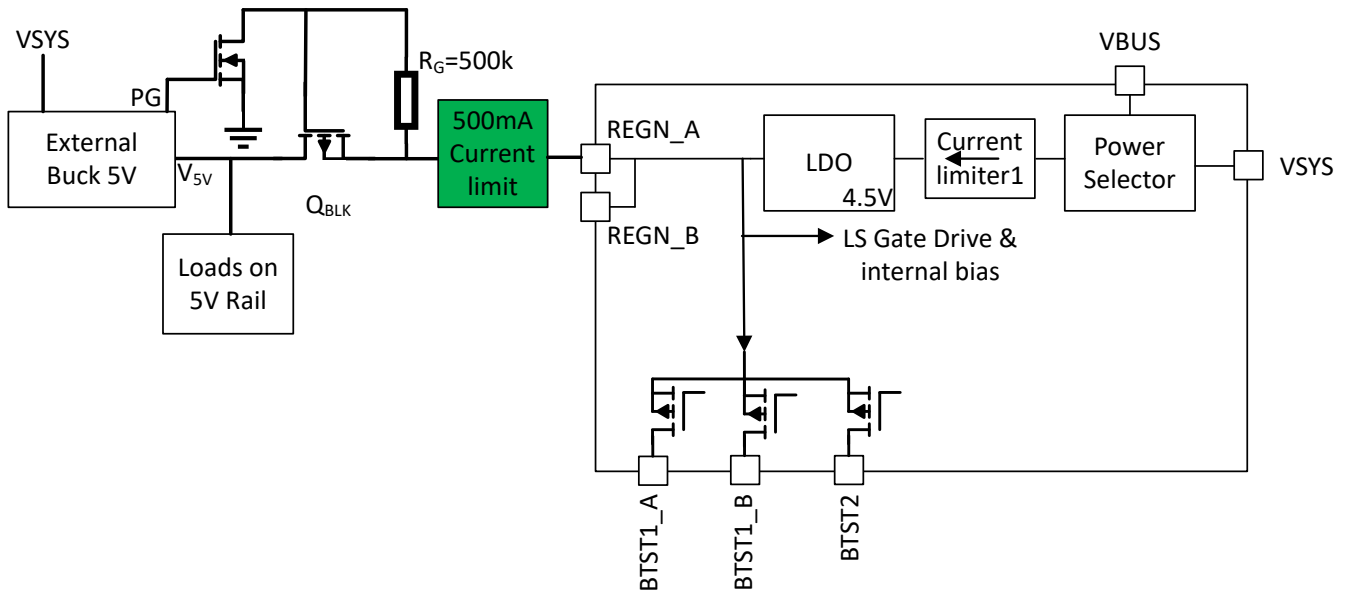 VSYS
PG
External
Buck 5V
V5V
Loads on
5V Rail
QBLK
RG=500k
500mA
Current
limit
REGN_A
REGN_B
LDO
4.5V
Current
limiter1
Power
Selector
VBUS
VSYS
LS Gate Drive &
internal bias
BTST1_A
BTST1_B
BTST2